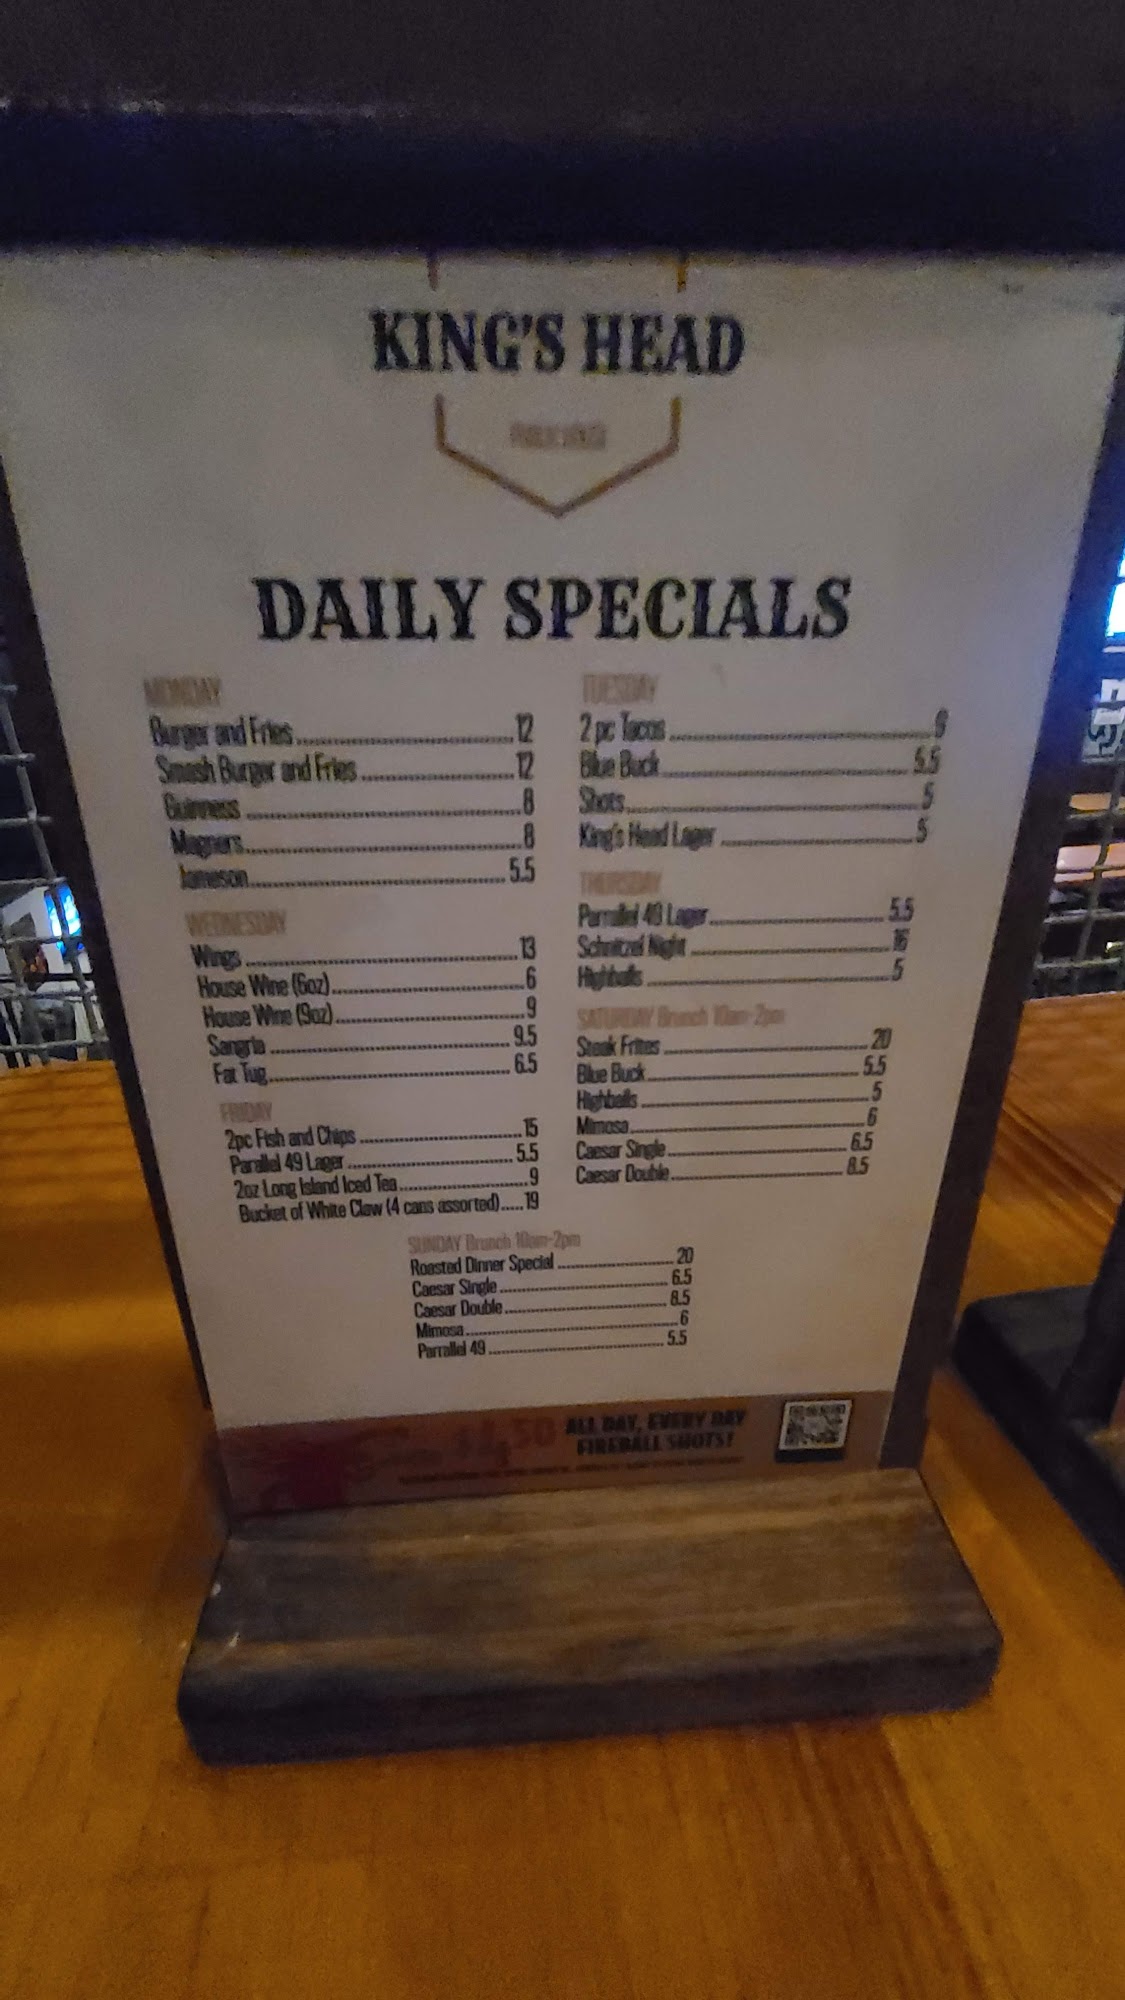 KING'S HEAD
PUBLIC HOUSE
DAILY SPECIALS
MONDAY
Burger and Fries 12
Smash Burger and Fries 12
Guinness 8
Magners 8
Jameson 5.5
TUESDAY
2 pc Tacos
Blue Buck 5.5
Shots 5
King's Head Lager 5
WEDNESDAY
Wings 13
House Wine (6oz) 6
House Wine (9oz) 9
Sangria 9.5
Fat Tug 6.5
THURSDAY
Parrallel 49 Lager 5.5
Schnitzel Night 16
Highballs 5
FRIDAY
2pc Fish and Chips 15
Parallel 49 Lager 5.5
2oz Long Island Iced Tea 9
Bucket of White Claw (4 cans assorted) 19
SATURDAY Brunch 10am-2pm
Steak Frites 20
Blue Buck 5.5
Highballs 5
Mimosa 6
Caesar Single 6.5
Caesar Double 8.5
SUNDAY Brunch 10am-2pm
Roasted Dinner Special 20
Caesar Single 6.5
Caesar Double 8.5
Mimosa 6
Parrallel 49 5.5
$4.50 ALL DAY, EVERY DAY
FIREBALL SHOTS!